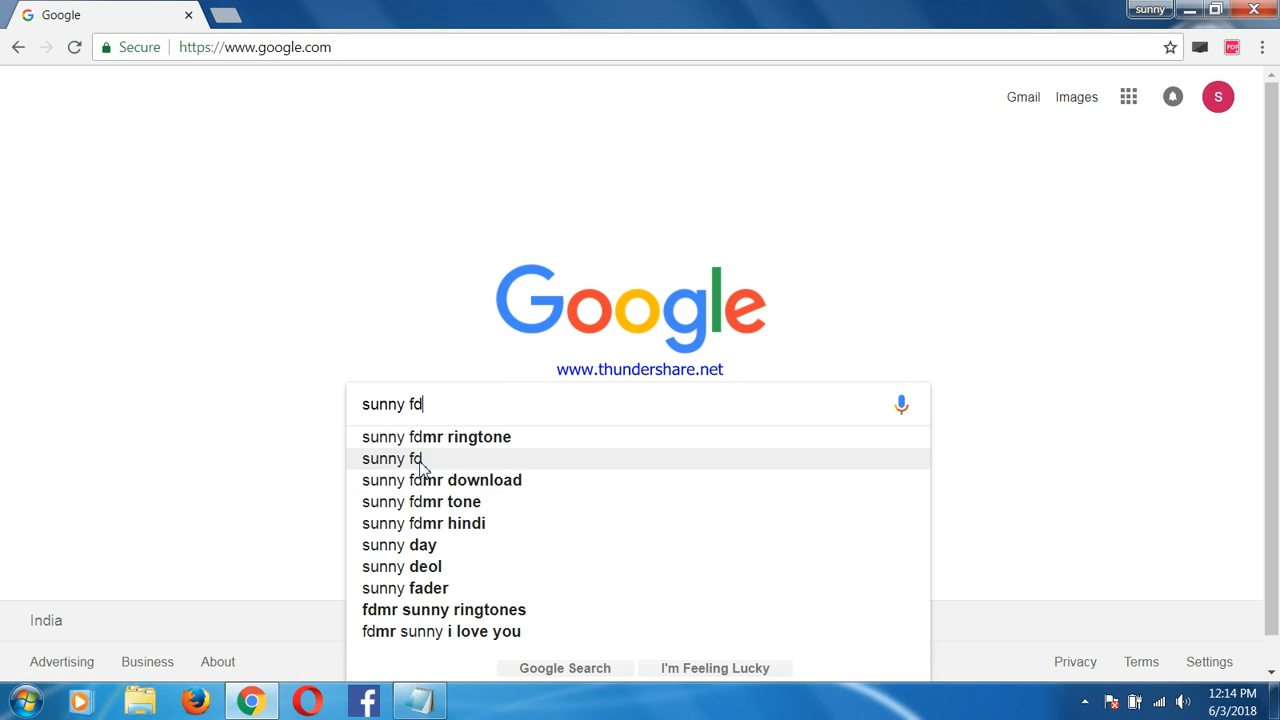 Google
sunny
Secure https://www.google.com
PDF
Gmail Images
S
Google
www.thundershare.net
sunny fd
sunny fdmr ringtone
sunny fd
sunny fdmr download
sunny fdmr tone
sunny fdmr hindi
sunny day
sunny deol
sunny fader
fdmr sunny ringtones
fdmr sunny i love you
Google Search I'm Feeling Lucky
India
Advertising Business About Privacy Terms Settings
12:14 PM
6/3/2018